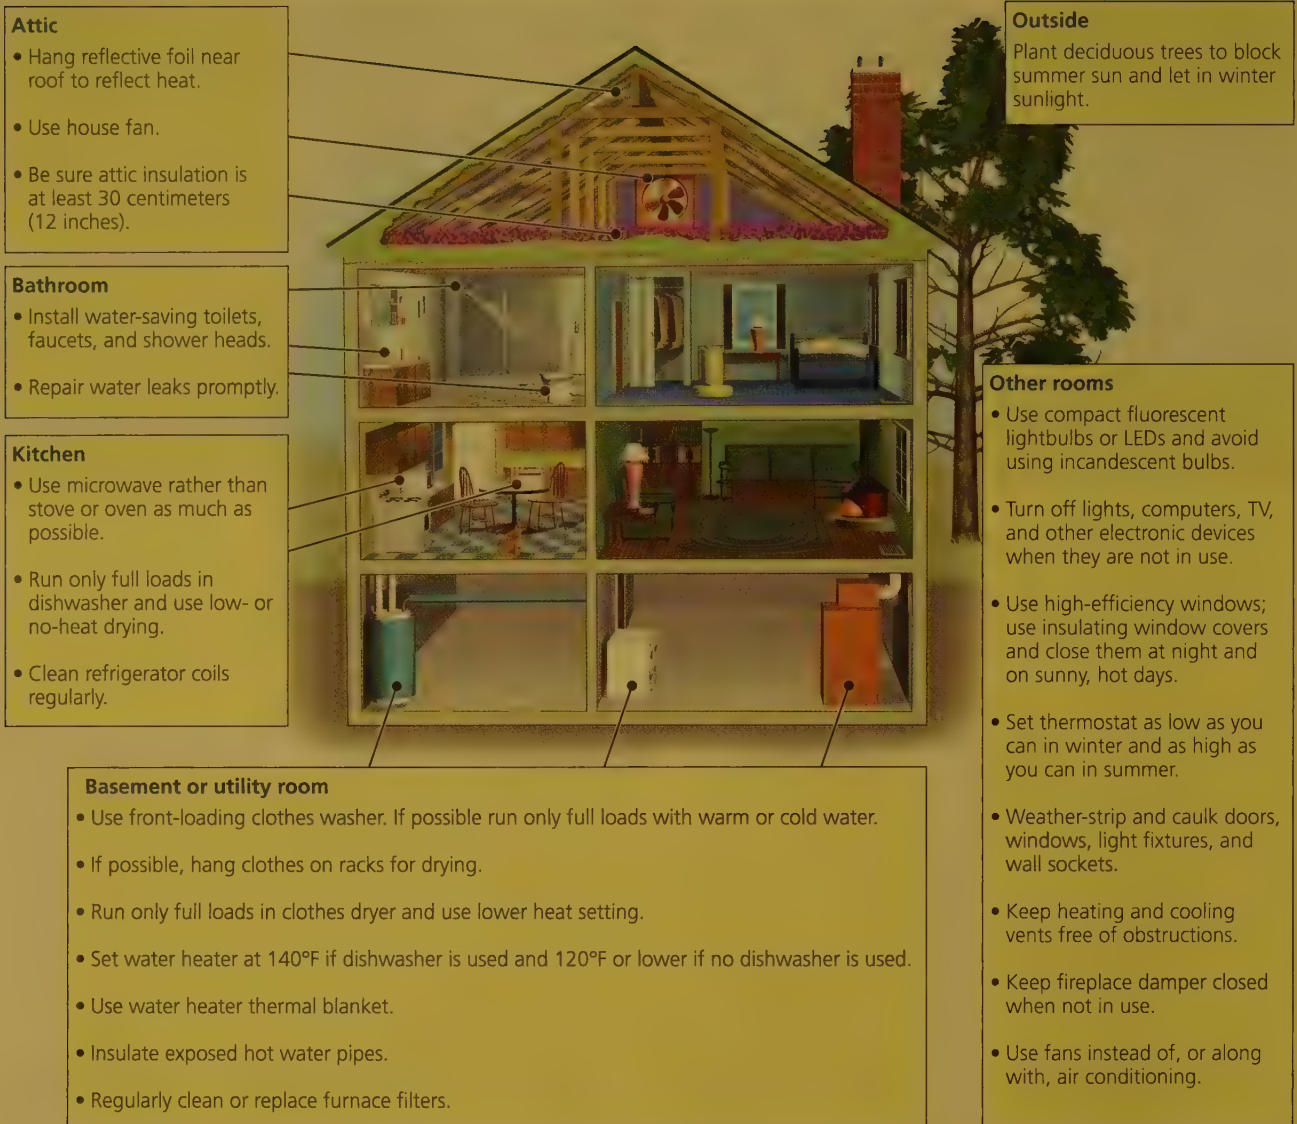 Attic
• Hang reflective foil near
roof to reflect heat.
• Use house fan.
• Be sure attic insulation is
at least 30 centimeters
(12 inches).
Bathroom
• Install water-saving toilets,
faucets, and shower heads.
• Repair water leaks promptly.
Kitchen
• Use microwave rather than
stove or oven as much as
possible.
• Run only full loads in
dishwasher and use low- or
no-heat drying.
• Clean refrigerator coils
regularly.
Outside
Plant deciduous trees to block
summer sun and let in winter
sunlight.
Other rooms
• Use compact fluorescent
lightbulbs or LEDs and avoid
using incandescent bulbs.
• Turn off lights, computers, TV,
and other electronic devices
when they are not in use.
• Use high-efficiency windows;
use insulating window covers
and close them at night and
on sunny, hot days.
• Set thermostat as low as you
can in winter and as high as
you can in summer.
• Weather-strip and caulk doors,
windows, light fixtures, and
wall sockets.
• Keep heating and cooling
vents free of obstructions.
• Keep fireplace damper closed
when not in use.
• Use fans instead of, or along
with, air conditioning.
Basement or utility room
• Use front-loading clothes washer. If possible run only full loads with warm or cold water.
• If possible, hang clothes on racks for drying.
• Run only full loads in clothes dryer and use lower heat setting.
• Set water heater at 140°F if dishwasher is used and 120°F or lower if no dishwasher is used.
• Use water heater thermal blanket.
• Insulate exposed hot water pipes.
• Regularly clean or replace furnace filters.